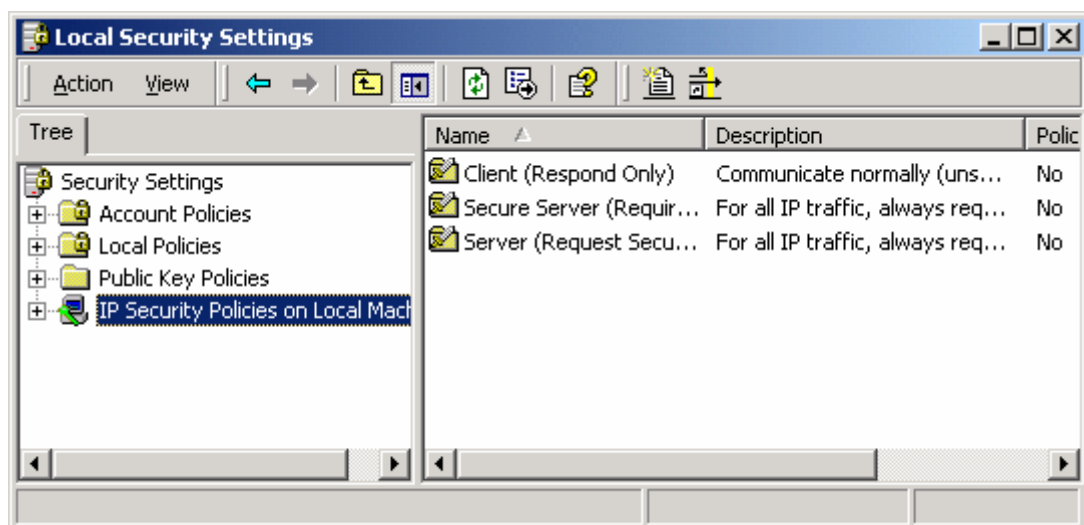 Local Security Settings
Action View
Tree
Name Description Polic
Security Settings
Account Policies
Local Policies
Public Key Policies
IP Security Policies on Local Mach
Client (Respond Only) Communicate normally (uns... No
Secure Server (Requir... For all IP traffic, always req... No
Server (Request Secu... For all IP traffic, always req... No